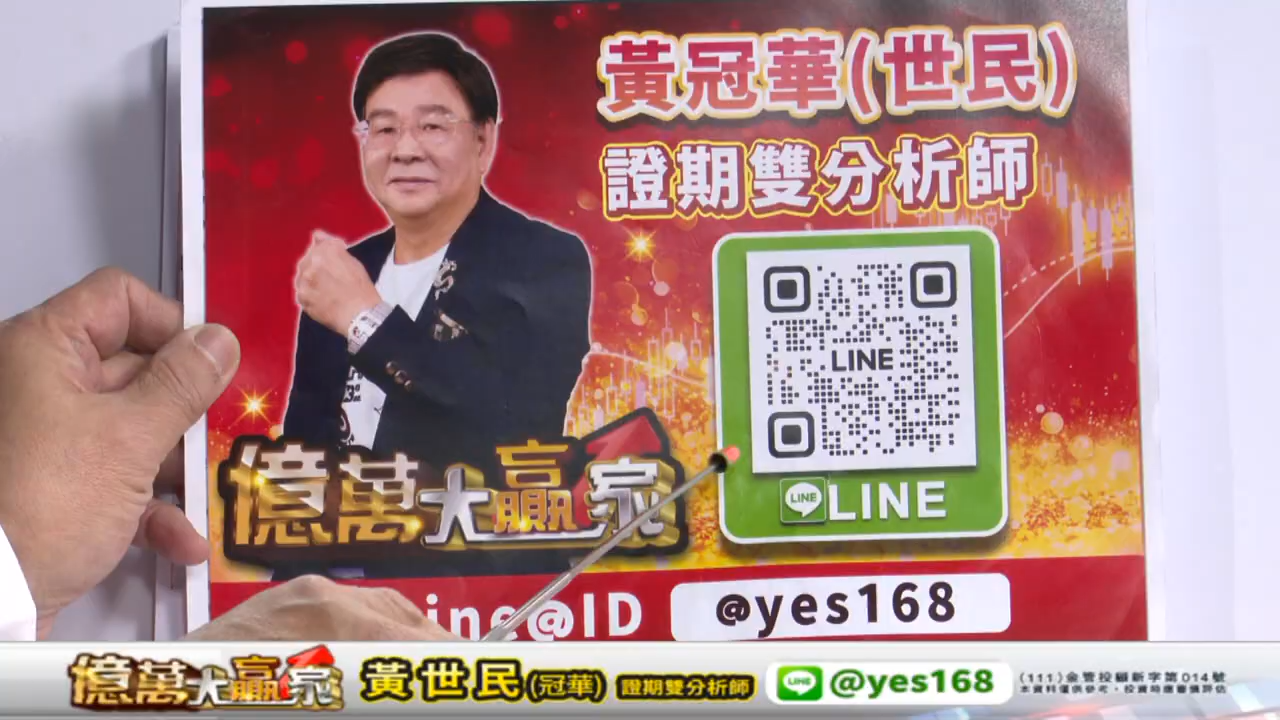 黃冠華(世民)
證期雙分析師
LINE
LINE
LINE
億萬大贏家
ine@ID @yes168
億萬大贏家 黃世民(冠華) 證期雙分析師 LINE @yes168
(111)金管投顧新字第014號
本資料僅供參考，投資時應審慎評估